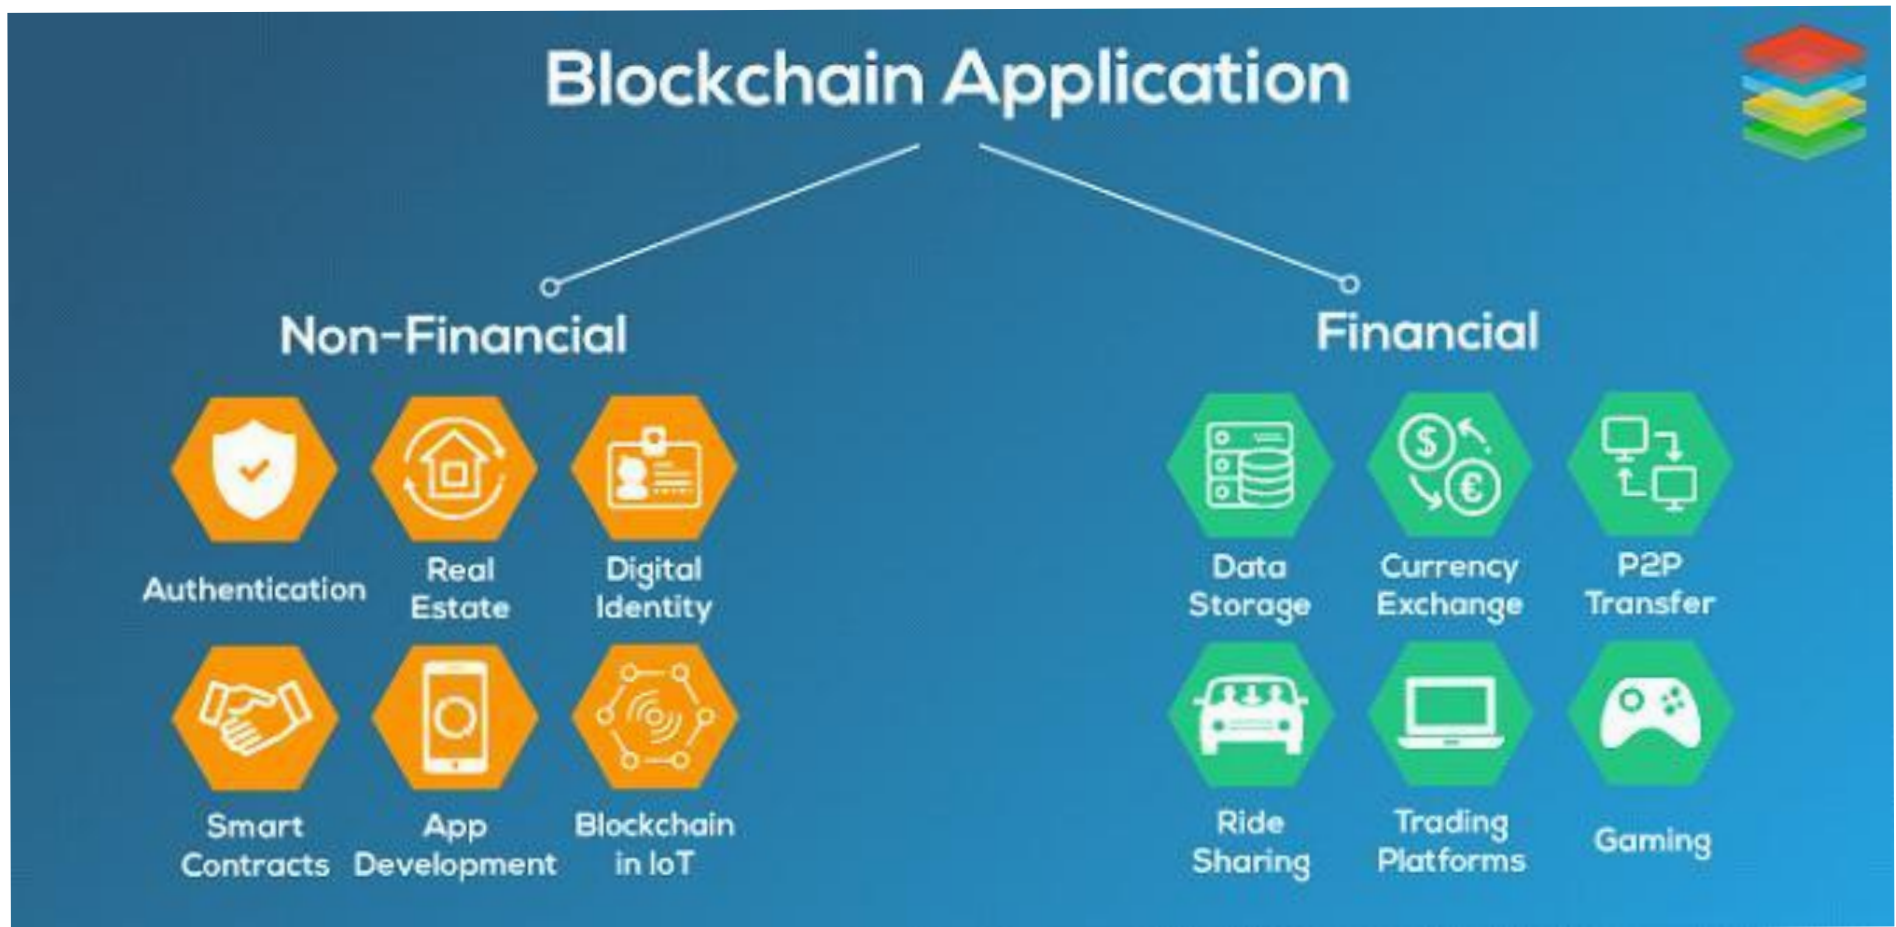 Blockchain Application
Non-Financial
Financial
Authentication
Real
Estate
Digital
Identity
Data
Storage
Currency
Exchange
P2P
Transfer
Smart
Contracts
App
Development
Blockchain
in IoT
Ride
Sharing
Trading
Platforms
Gaming